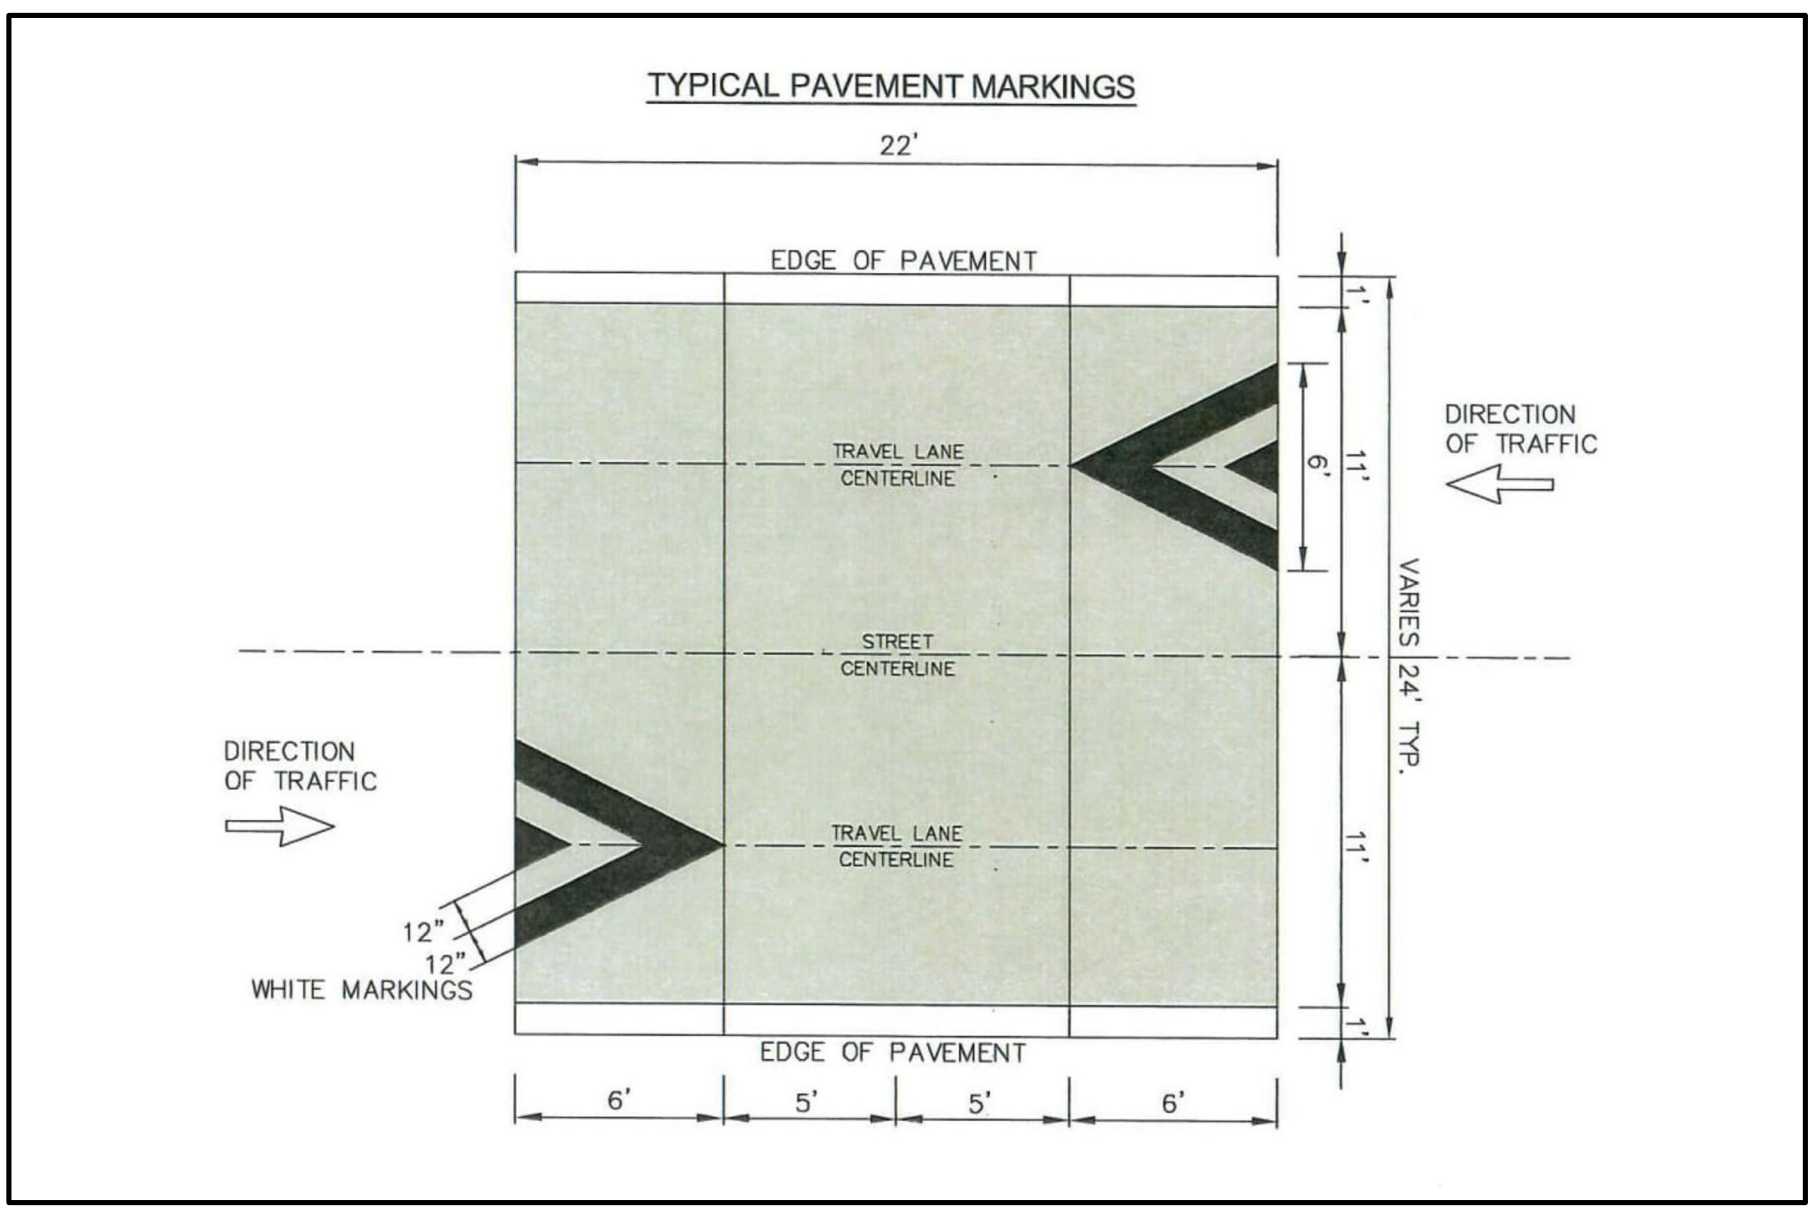 TYPICAL PAVEMENT MARKINGS
22'
EDGE OF PAVEMENT
1'
DIRECTION
OF TRAFFIC
TRAVEL LANE
CENTERLINE
6'
11'
VARIES 24' TYP.
STREET
CENTERLINE
DIRECTION
OF TRAFFIC
TRAVEL LANE
CENTERLINE
11'
12"
12"
WHITE MARKINGS
1'
EDGE OF PAVEMENT
6'
5'
5'
6'